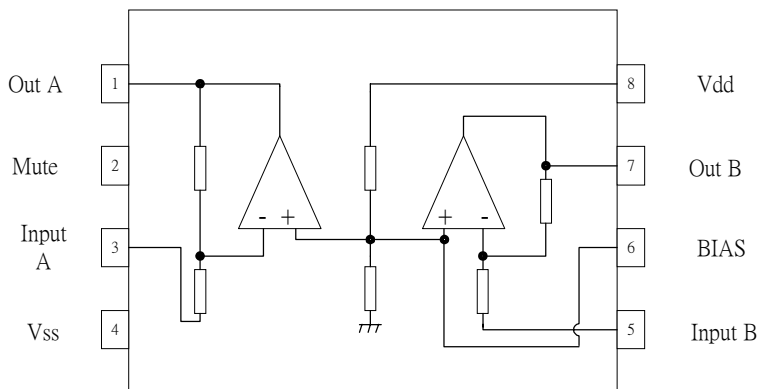 Out A
1
8
Vdd
Mute
2
7
Out B
Input
A
3
- +
+ -
6
BIAS
Vss
4
5
Input B